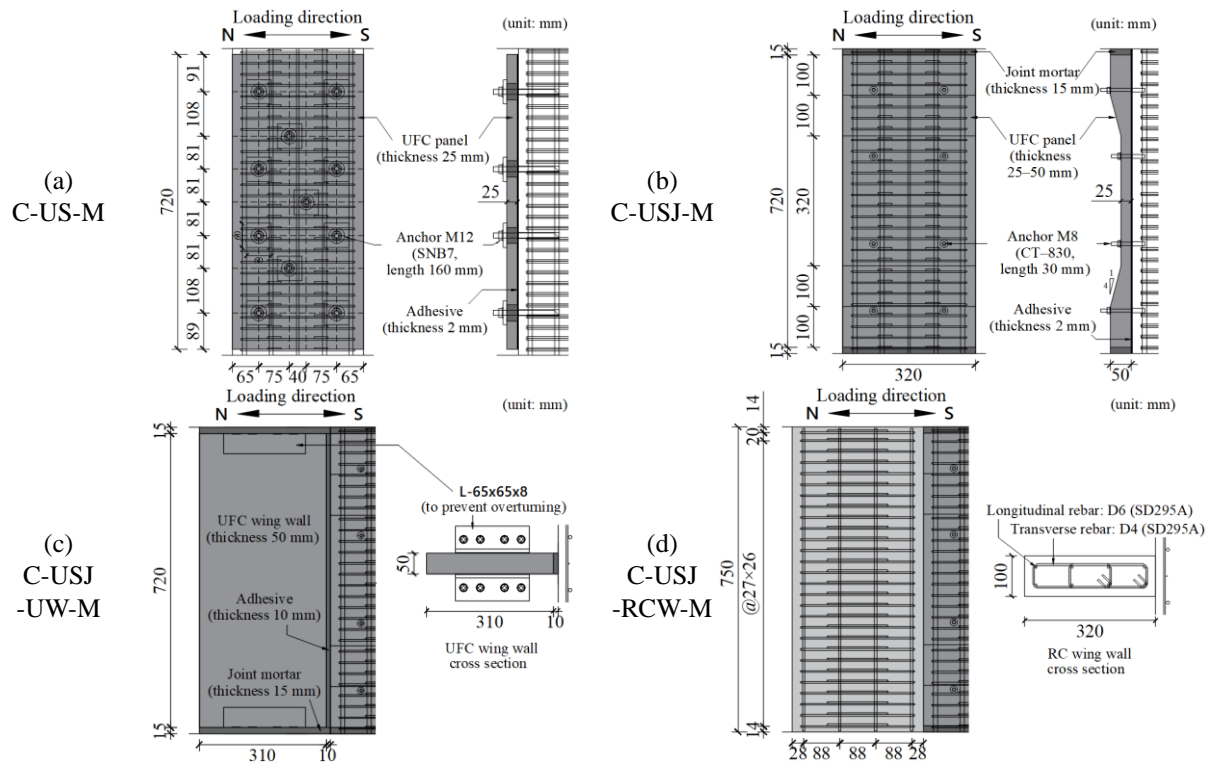 (a)
C-US-M
Loading direction
N
S
(unit: mm)
720
91
108
81
81
81
81
108
89
65
75
40
75
65
UFC panel
(thickness 25 mm)
25
Anchor M12
(SNB7,
length 160 mm)
Adhesive
(thickness 2 mm)
(b)
C-USJ-M
Loading direction
N
S
(unit: mm)
15
720
15
100
100
320
100
100
320
Joint mortar
(thickness 15 mm)
UFC panel
(thickness
25–50 mm)
25
Anchor M8
(CT–830,
length 30 mm)
1
4
Adhesive
(thickness 2 mm)
50
(c)
C-USJ
-UW-M
Loading direction
N
S
(unit: mm)
15
720
15
L-65x65x8
(to prevent overturning)
UFC wing wall
(thickness 50 mm)
Adhesive
(thickness 10 mm)
Joint mortar
(thickness 15 mm)
310
10
50
310
10
UFC wing wall
cross section
(d)
C-USJ
-RCW-M
Loading direction
N
S
(unit: mm)
14
20
750
@27×26
14
28
88
88
88
28
Longitudinal rebar: D6 (SD295A)
Transverse rebar: D4 (SD295A)
100
320
RC wing wall
cross section